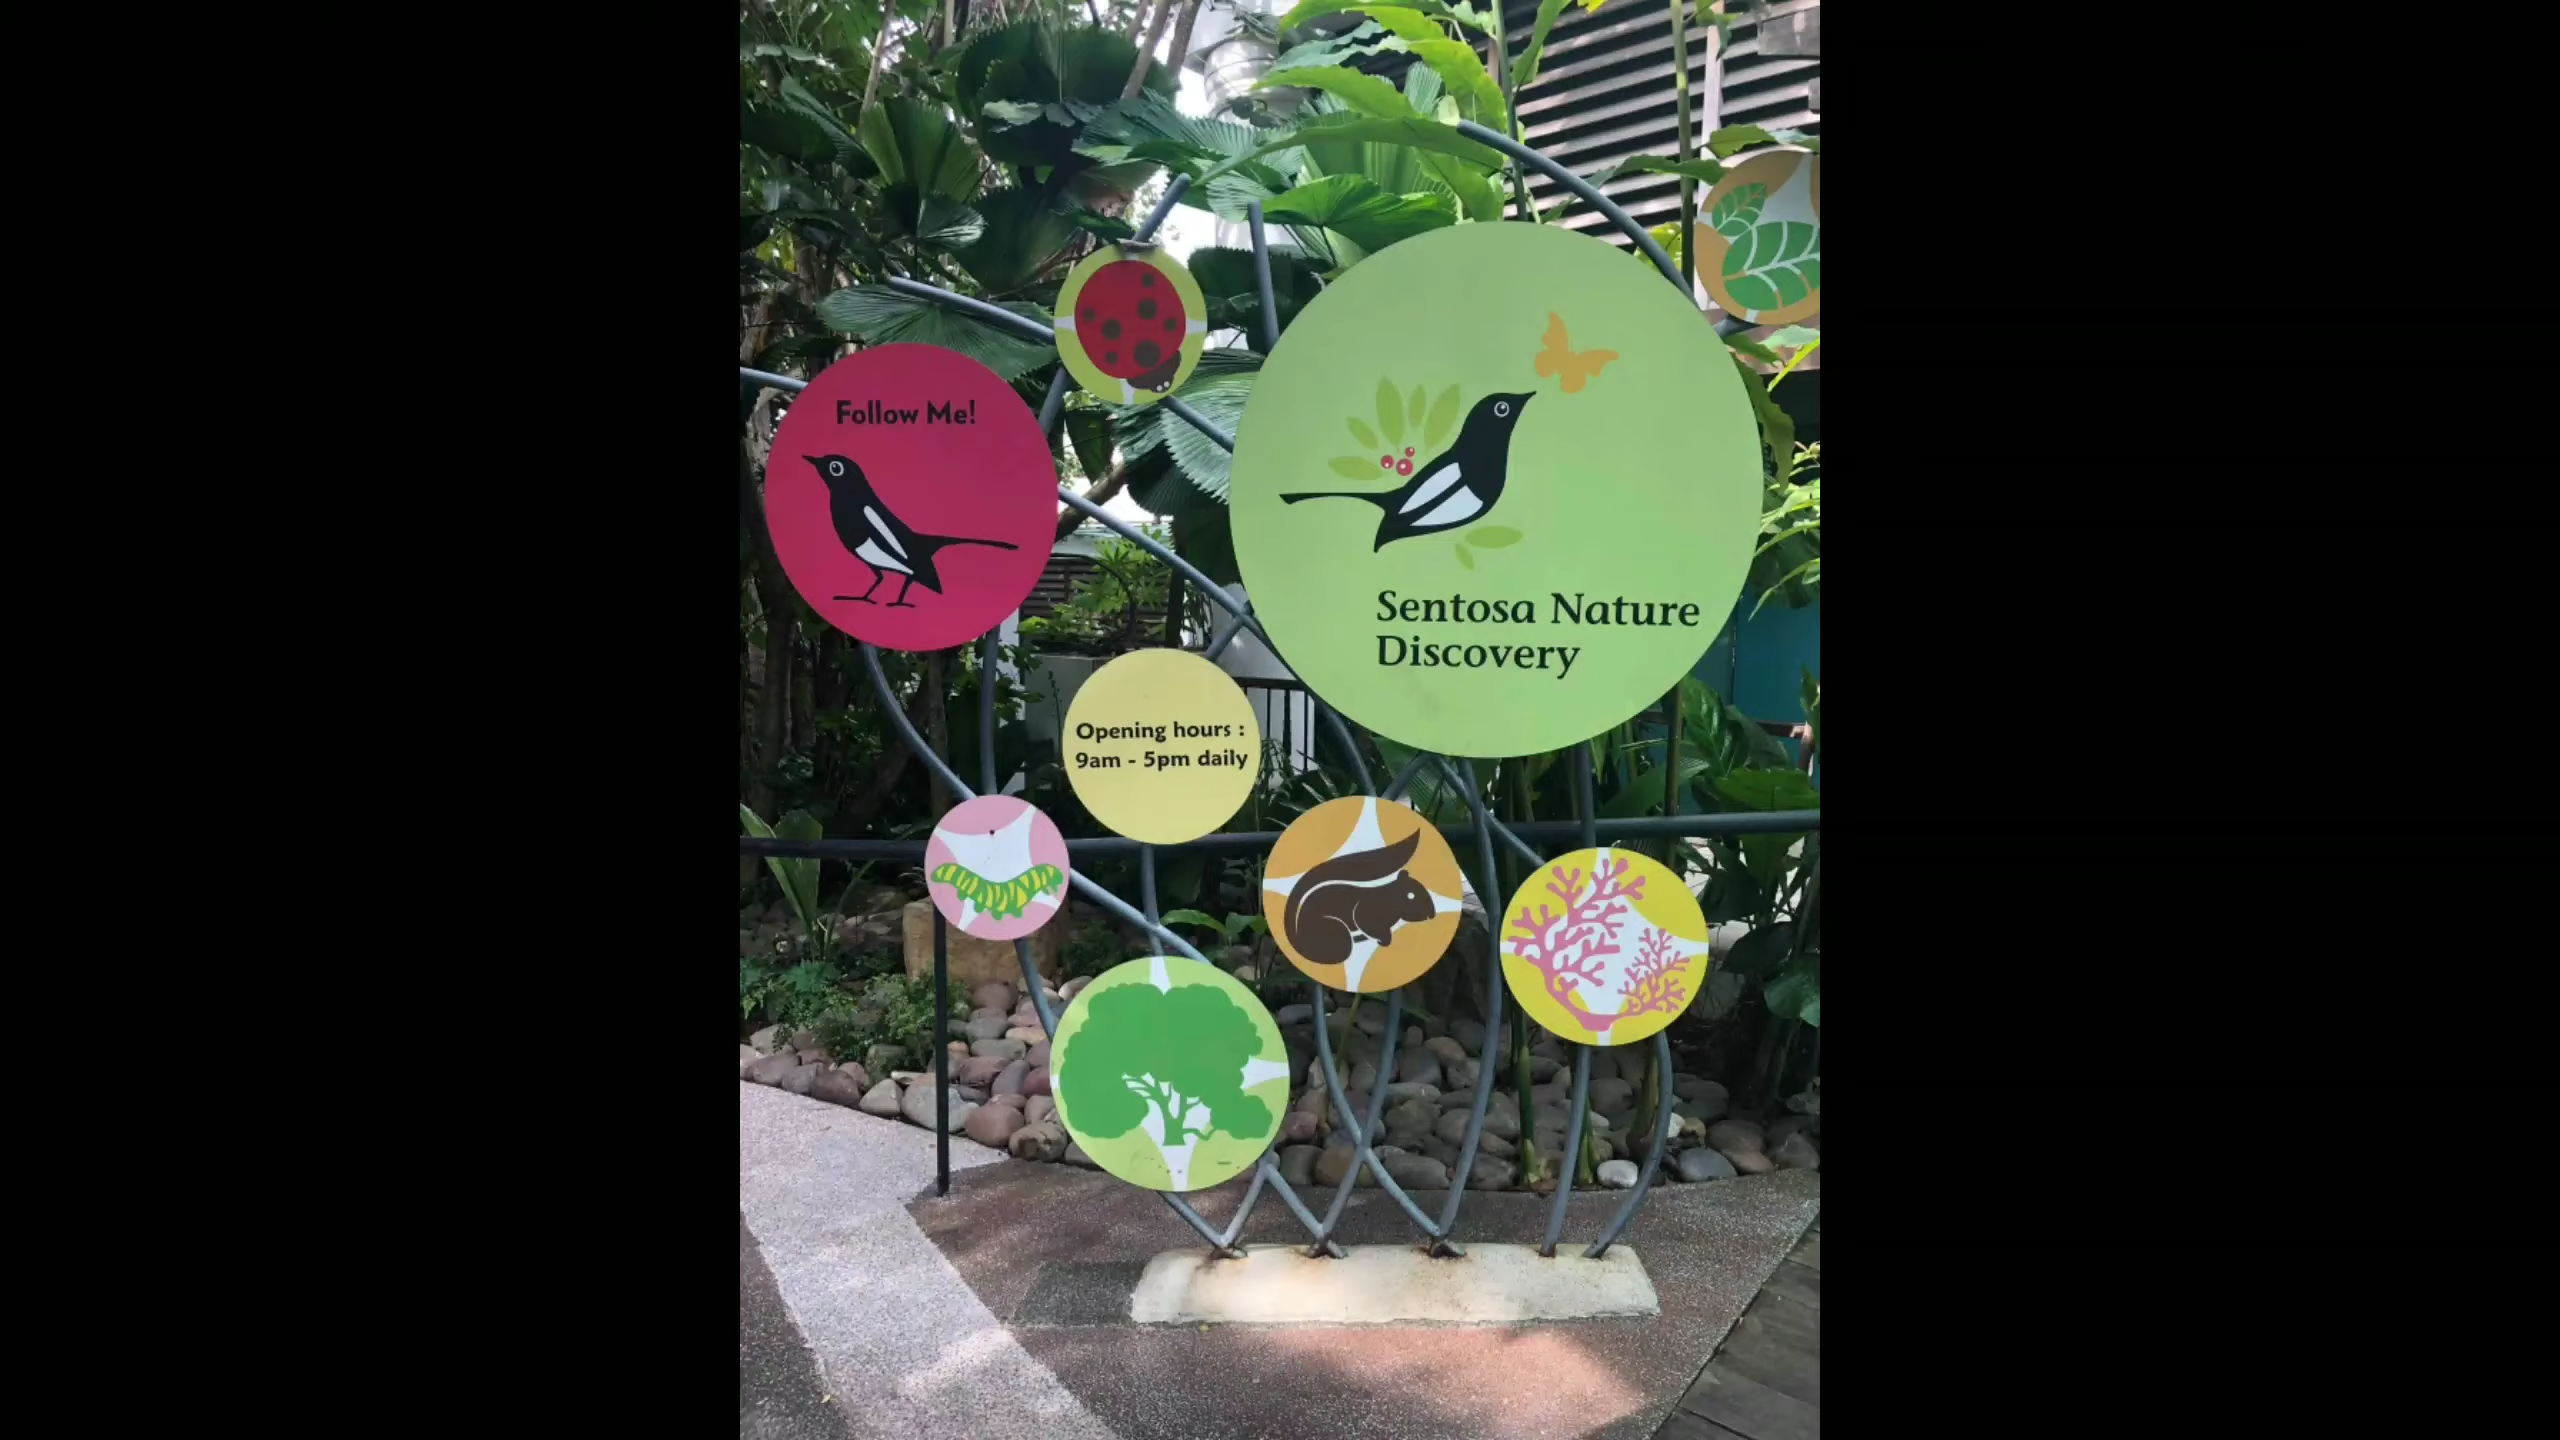 Follow Me!
Sentosa Nature
Discovery
Opening hours :
9am - 5pm daily